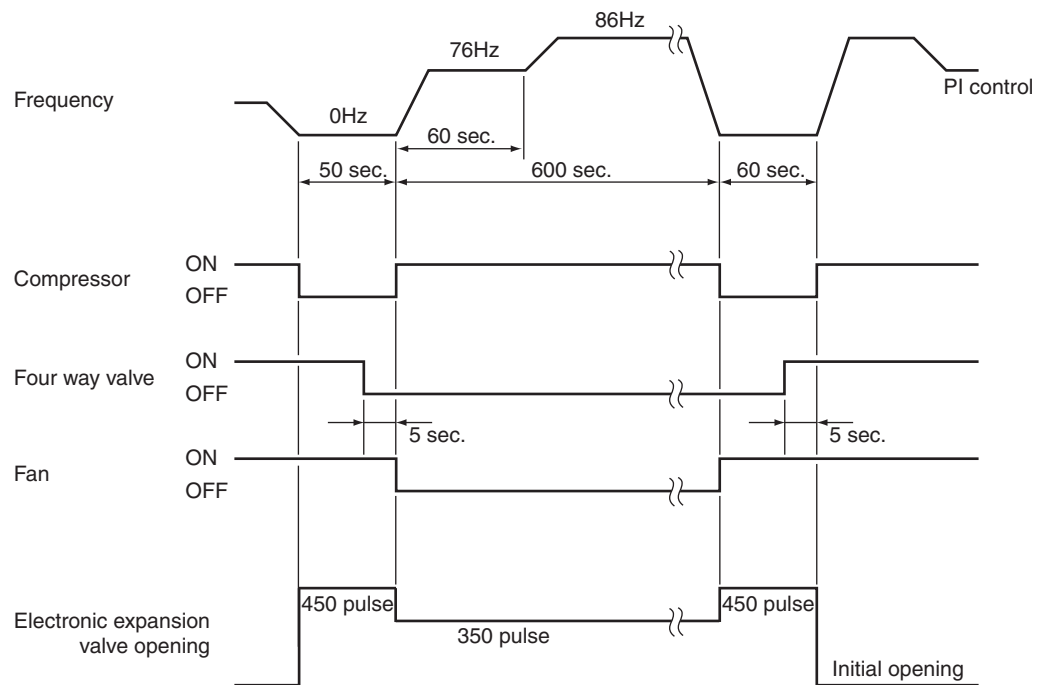 86Hz
76Hz
Frequency
PI control
0Hz
60 sec.
50 sec.
600 sec.
60 sec.
Compressor
ON
OFF
Four way valve
ON
OFF
5 sec.
5 sec.
Fan
ON
OFF
Electronic expansion
valve opening
450 pulse
350 pulse
450 pulse
Initial opening